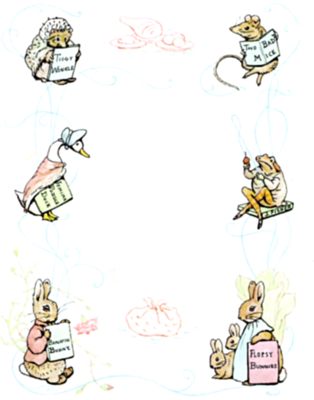 TIGGY
WINKLE
TWO BAD
MICE
BENJAMIN
BUNNY
FLOPSY
BUNNIES